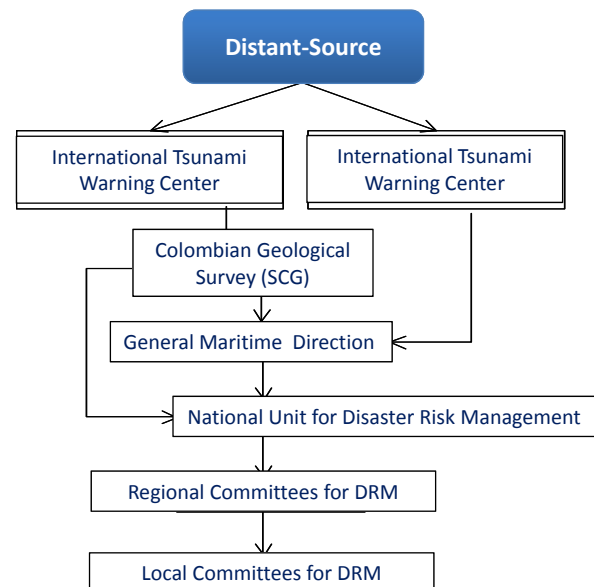 Distant-Source
International Tsunami
Warning Center
International Tsunami
Warning Center
Colombian Geological
Survey (SCG)
General Maritime Direction
National Unit for Disaster Risk Management
Regional Committees for DRM
Local Committees for DRM